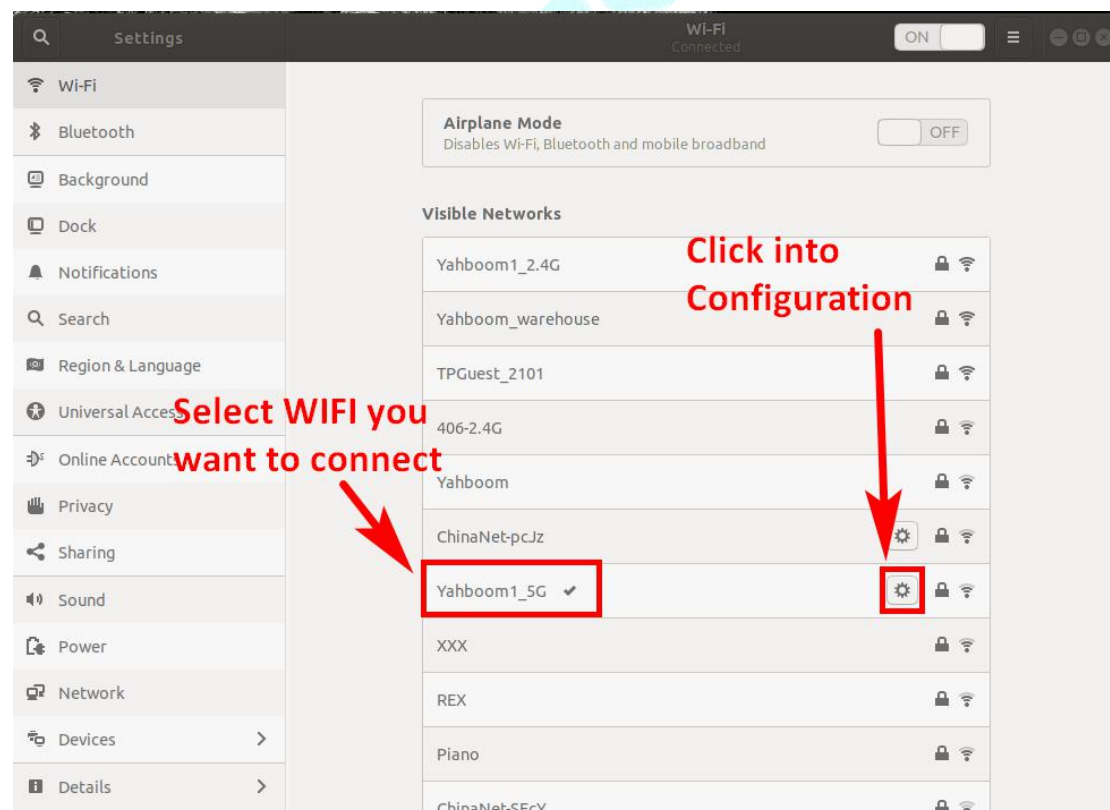 Settings
Wi-Fi
Connected
ON
Wi-Fi
Bluetooth
Background
Dock
Notifications
Search
Region & Language
Universal Access
Online Accounts
Privacy
Sharing
Sound
Power
Network
Devices
Details
Airplane Mode
Disables Wi-Fi, Bluetooth and mobile broadband
OFF
Visible Networks
Yahboom1_2.4G
Yahboom_warehouse
TPGuest_2101
406-2.4G
Yahboom
ChinaNet-pcJz
Yahboom1_5G
XXX
REX
Piano
Click into
Configuration
Select WIFI you
want to connect